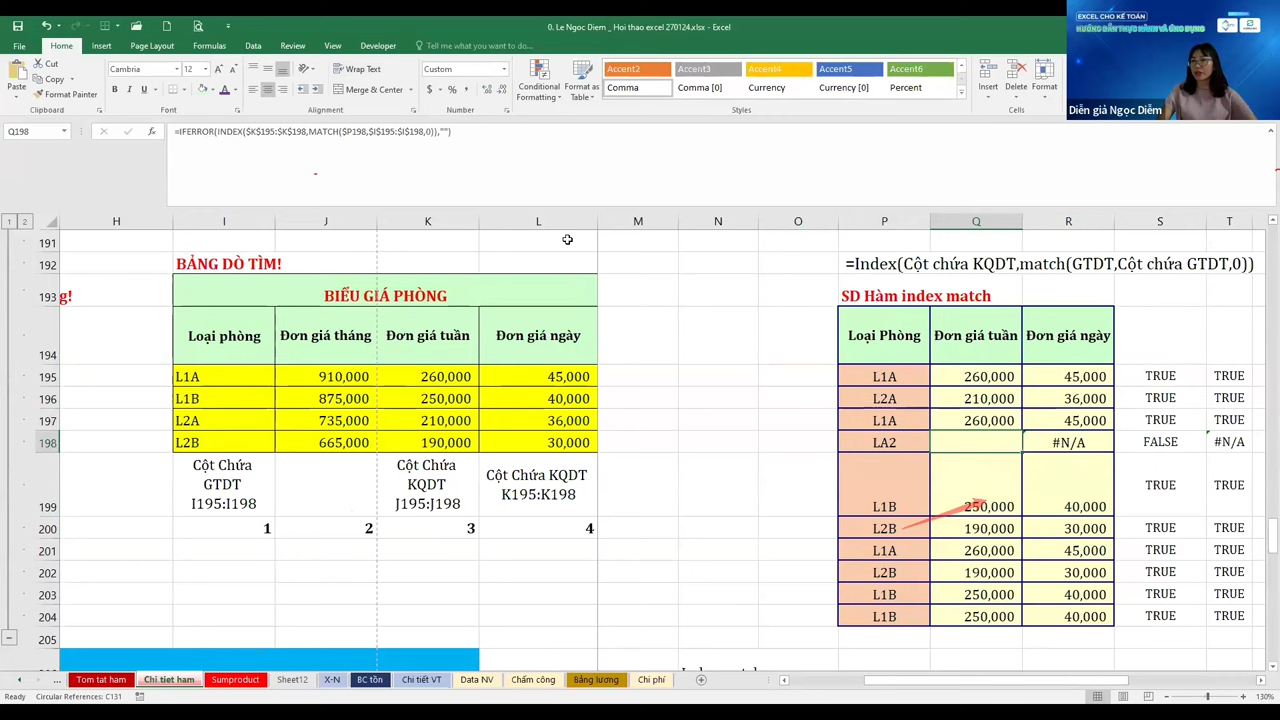 0. Le Ngoc Diem _ Hoi thao excel 270124.xlsx - Excel
File Home Insert Page Layout Formulas Data Review View Developer Tell me what you want to do...
Cut
Copy
Format Painter
Paste
Clipboard
Cambria 12
B I U
Font
Wrap Text
Merge & Center
Alignment
Custom
$ % ,
Number
Conditional Formatting
Format as Table
Accent2 Accent3 Accent4 Accent5 Accent6
Comma Comma [0] Currency Currency [0] Percent
Styles
Insert Delete Format
Cells
EXCEL CHO KẾ TOÁN
HƯỚNG DẪN THỰC HÀNH VÀ ỨNG DỤNG
Diễn giả Ngọc Diễm
Q198 fx =IFERROR(INDEX($K$195:$K$198,MATCH($P198,$I$195:$I$198,0)),"")
1 2 H I J K L M N O P Q R S T
191
192 BẢNG DÒ TÌM! =Index(Cột chứa KQDT,match(GTDT,Cột chứa GTDT,0))
193 g! BIỂU GIÁ PHÒNG SD Hàm index match
194 Loại phòng Đơn giá tháng Đơn giá tuần Đơn giá ngày Loại Phòng Đơn giá tuần Đơn giá ngày
195 L1A 910,000 260,000 45,000 L1A 260,000 45,000 TRUE TRUE
196 L1B 875,000 250,000 40,000 L2A 210,000 36,000 TRUE TRUE
197 L2A 735,000 210,000 36,000 L1A 260,000 45,000 TRUE TRUE
198 L2B 665,000 190,000 30,000 LA2 #N/A FALSE #N/A
Cột Chứa GTDT I195:I198
Cột Chứa KQDT J195:J198
Cột Chứa KQDT K195:K198
199 L1B 250,000 40,000 TRUE TRUE
200 1 2 3 4 L2B 190,000 30,000 TRUE TRUE
201 L1A 260,000 45,000 TRUE TRUE
202 L2B 190,000 30,000 TRUE TRUE
203 L1B 250,000 40,000 TRUE TRUE
204 L1B 250,000 40,000 TRUE TRUE
205
... Tom tat ham Chi tiet ham Sumproduct Sheet12 X-N BC tồn Chi tiết VT Data NV Chấm công Bảng lương Chi phí
Ready Circular References: C131 130%